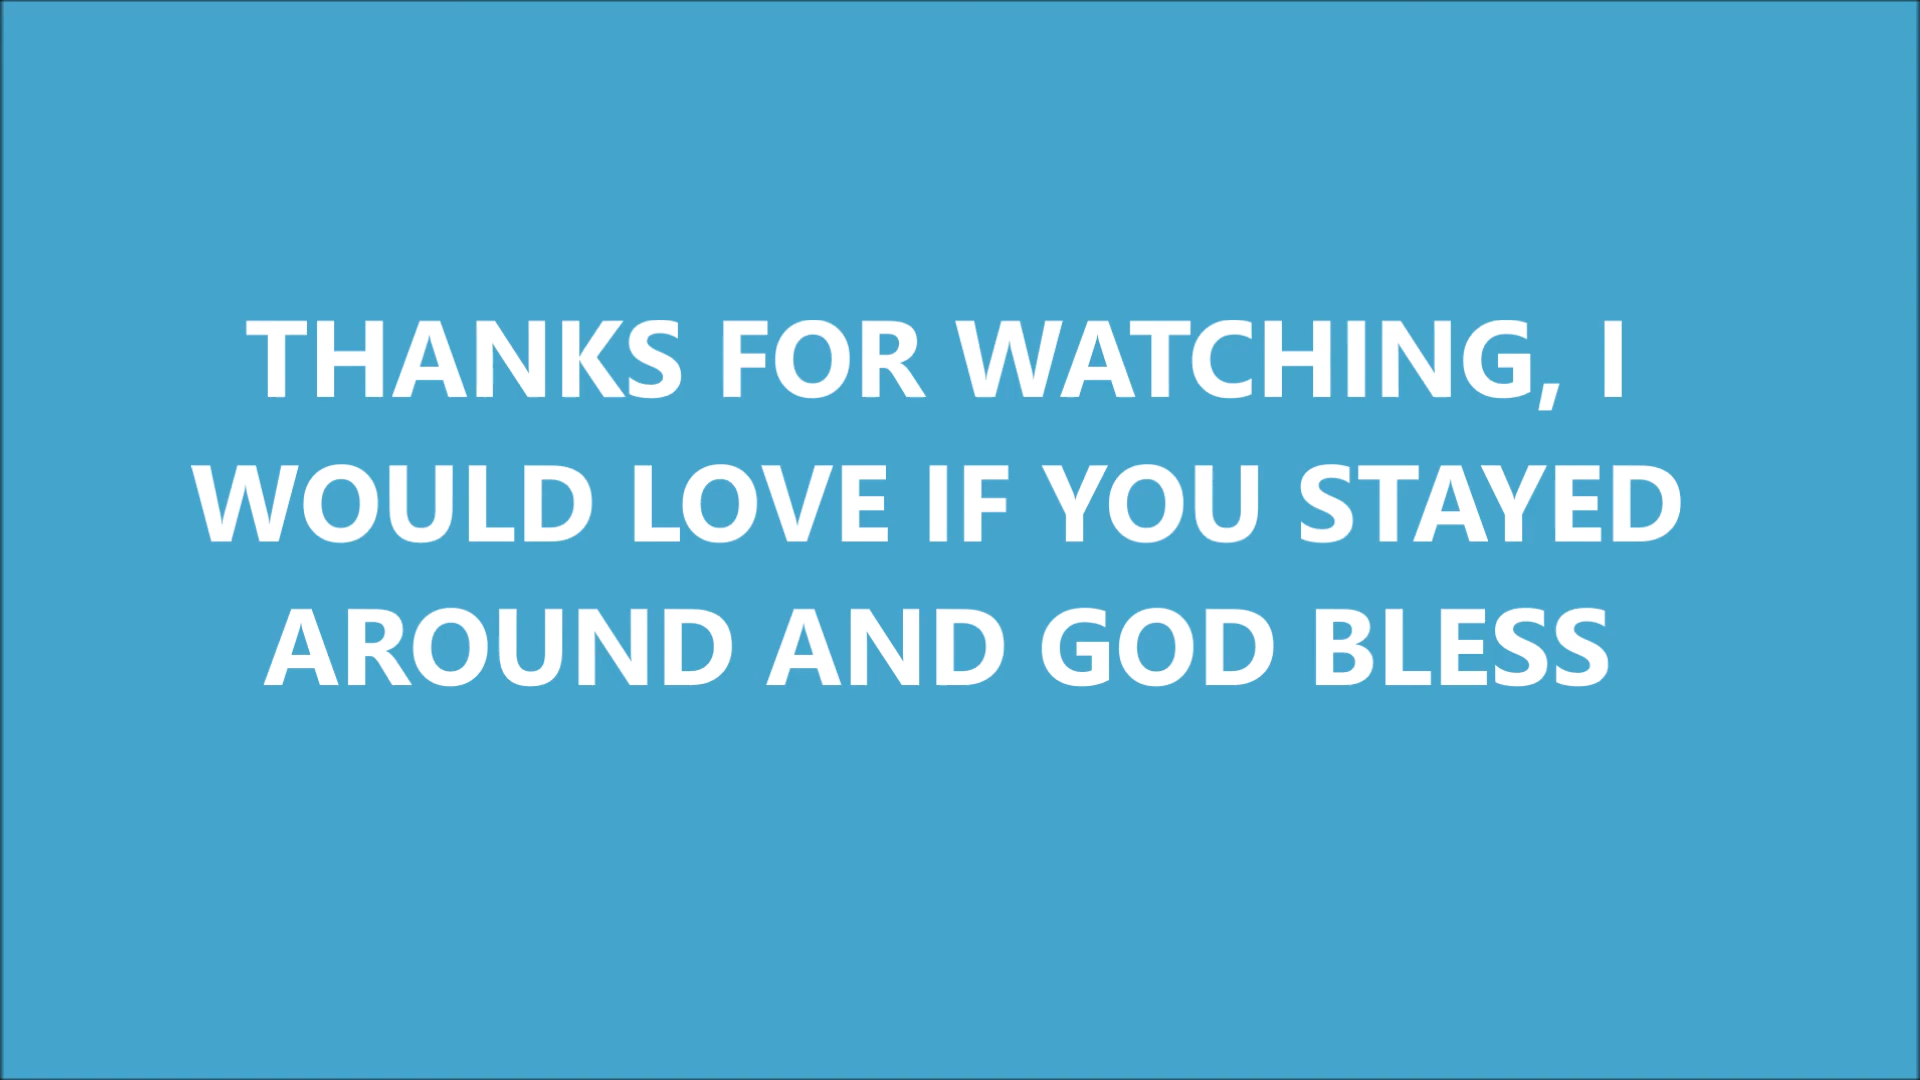 THANKS FOR WATCHING, I
WOULD LOVE IF YOU STAYED
AROUND AND GOD BLESS